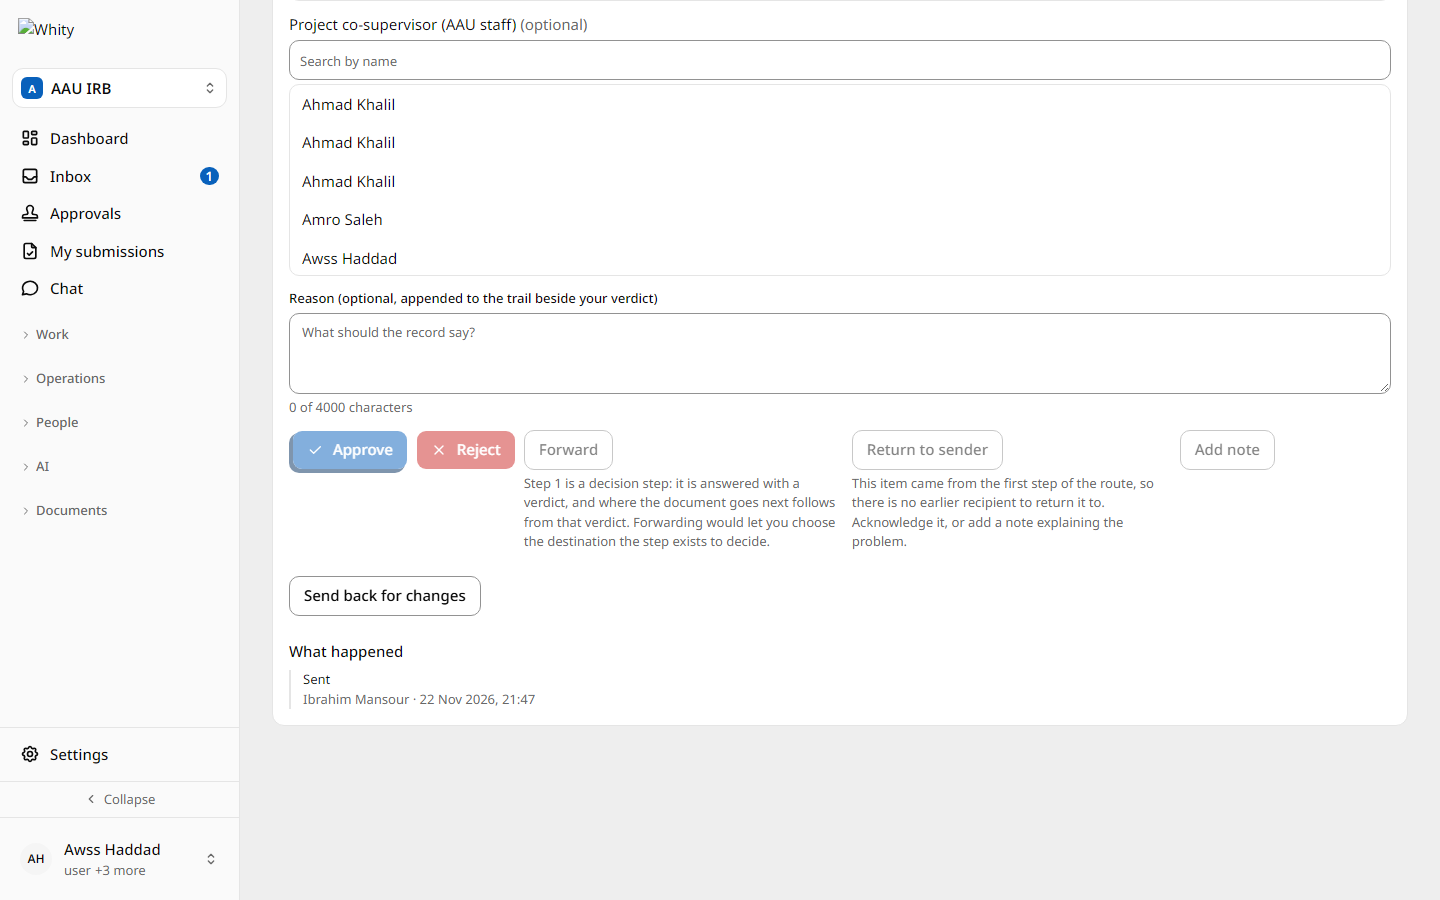 Whity
A AAU IRB
Dashboard
Inbox 1
Approvals
My submissions
Chat
Work
Operations
People
AI
Documents
Settings
Collapse
AH Awss Haddad
user +3 more
Project co-supervisor (AAU staff) (optional)
Search by name
Ahmad Khalil
Ahmad Khalil
Ahmad Khalil
Amro Saleh
Awss Haddad
Reason (optional, appended to the trail beside your verdict)
What should the record say?
0 of 4000 characters
Approve
Reject
Forward
Step 1 is a decision step: it is answered with a
verdict, and where the document goes next follows
from that verdict. Forwarding would let you choose
the destination the step exists to decide.
Return to sender
This item came from the first step of the route, so
there is no earlier recipient to return it to.
Acknowledge it, or add a note explaining the
problem.
Add note
Send back for changes
What happened
Sent
Ibrahim Mansour · 22 Nov 2026, 21:47